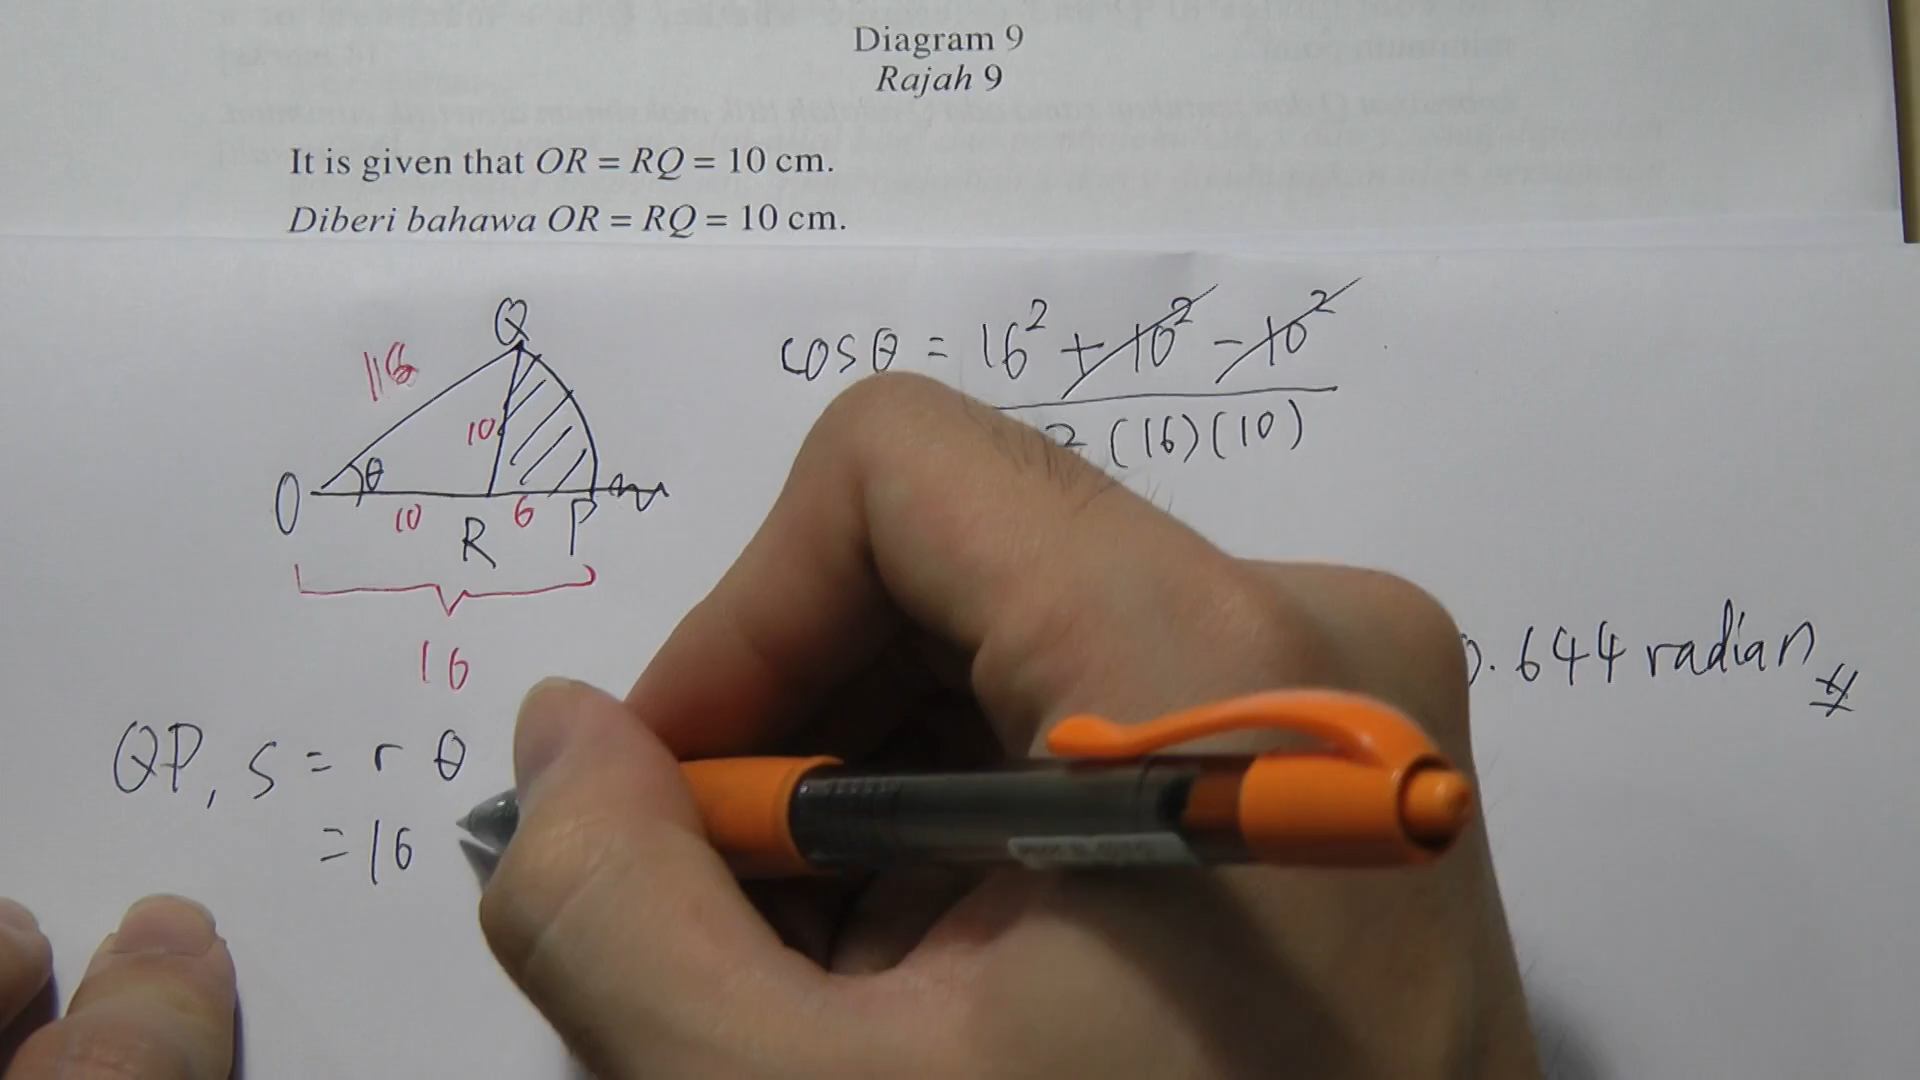 Diagram 9
Rajah 9
It is given that OR = RQ = 10 cm.
Diberi bahawa OR = RQ = 10 cm.
Q
16
10
O
θ
10
R
6
P
16
cos θ = 16² + 10² - 10²
2 (16)(10)
.644 radian
QP, s = r θ
= 16